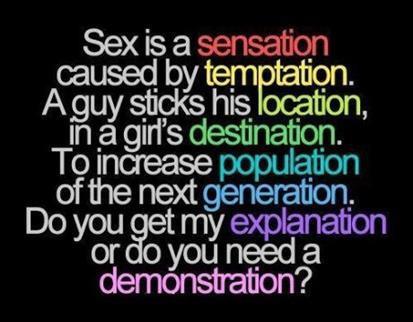 Sex is a sensation
caused by temptation.
A guy sticks his location,
in a girl's destination.
To increase population
of the next generation.
Do you get my explanation
or do you need a
demonstration?